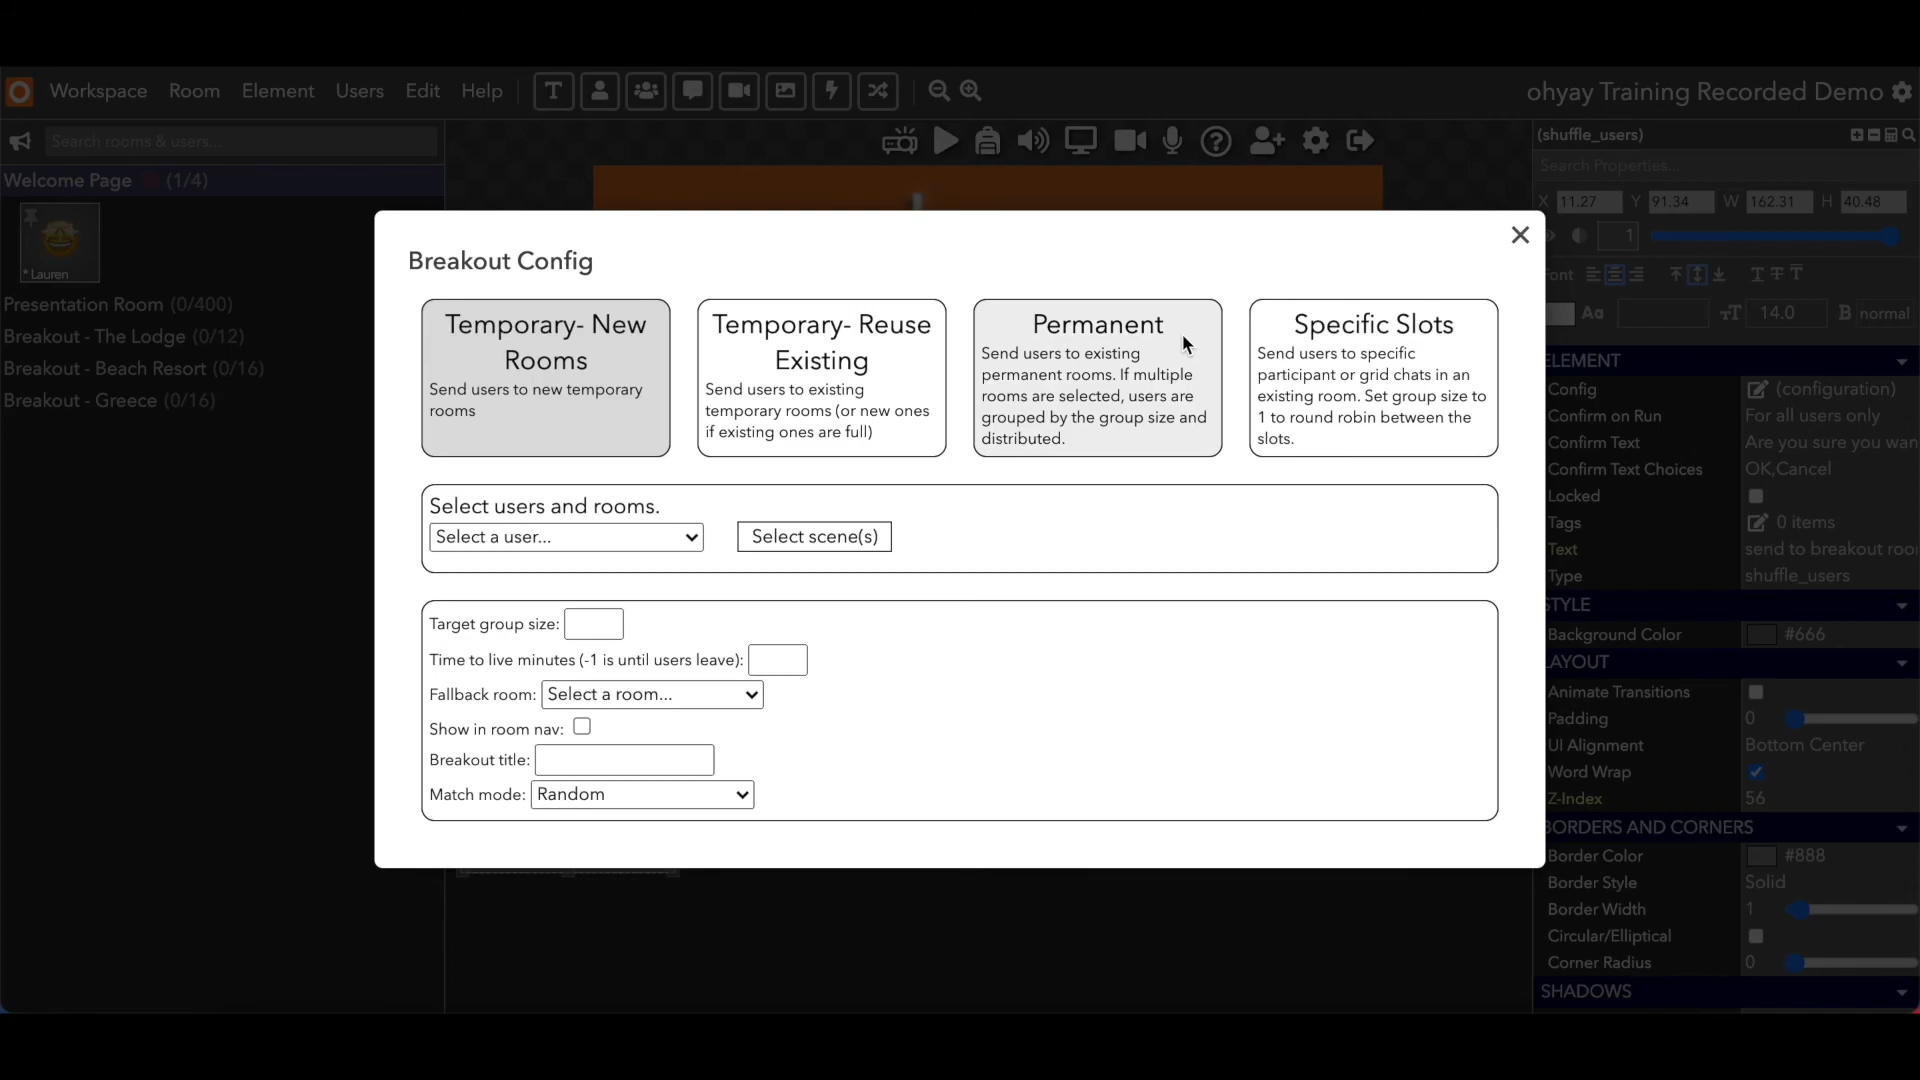 Workspace Room Element Users Edit Help
ohyay Training Recorded Demo
Search rooms & users...
Welcome Page (1/4)
* Lauren
Presentation Room (0/400)
Breakout - The Lodge (0/12)
Breakout - Beach Resort (0/16)
Breakout - Greece (0/16)
Breakout Config
Temporary- New
Rooms
Send users to new temporary
rooms
Temporary- Reuse
Existing
Send users to existing
temporary rooms (or new ones
if existing ones are full)
Permanent
Send users to existing
permanent rooms. If multiple
rooms are selected, users are
grouped by the group size and
distributed.
Specific Slots
Send users to specific
participant or grid chats in an
existing room. Set group size to
1 to round robin between the
slots.
Select users and rooms.
Select a user... Select scene(s)
Target group size:
Time to live minutes (-1 is until users leave):
Fallback room: Select a room...
Show in room nav:
Breakout title:
Match mode: Random
(shuffle_users)
Search Properties...
X 11.27 Y 91.34 W 162.31 H 40.48
1
Font
Aa 14.0 B normal
ELEMENT
Config (configuration)
Confirm on Run For all users only
Confirm Text Are you sure you wan
Confirm Text Choices OK,Cancel
Locked
Tags 0 items
Text send to breakout roo
Type shuffle_users
STYLE
Background Color #666
LAYOUT
Animate Transitions
Padding 0
UI Alignment Bottom Center
Word Wrap
Z-Index 56
BORDERS AND CORNERS
Border Color #888
Border Style Solid
Border Width 1
Circular/Elliptical
Corner Radius 0
SHADOWS